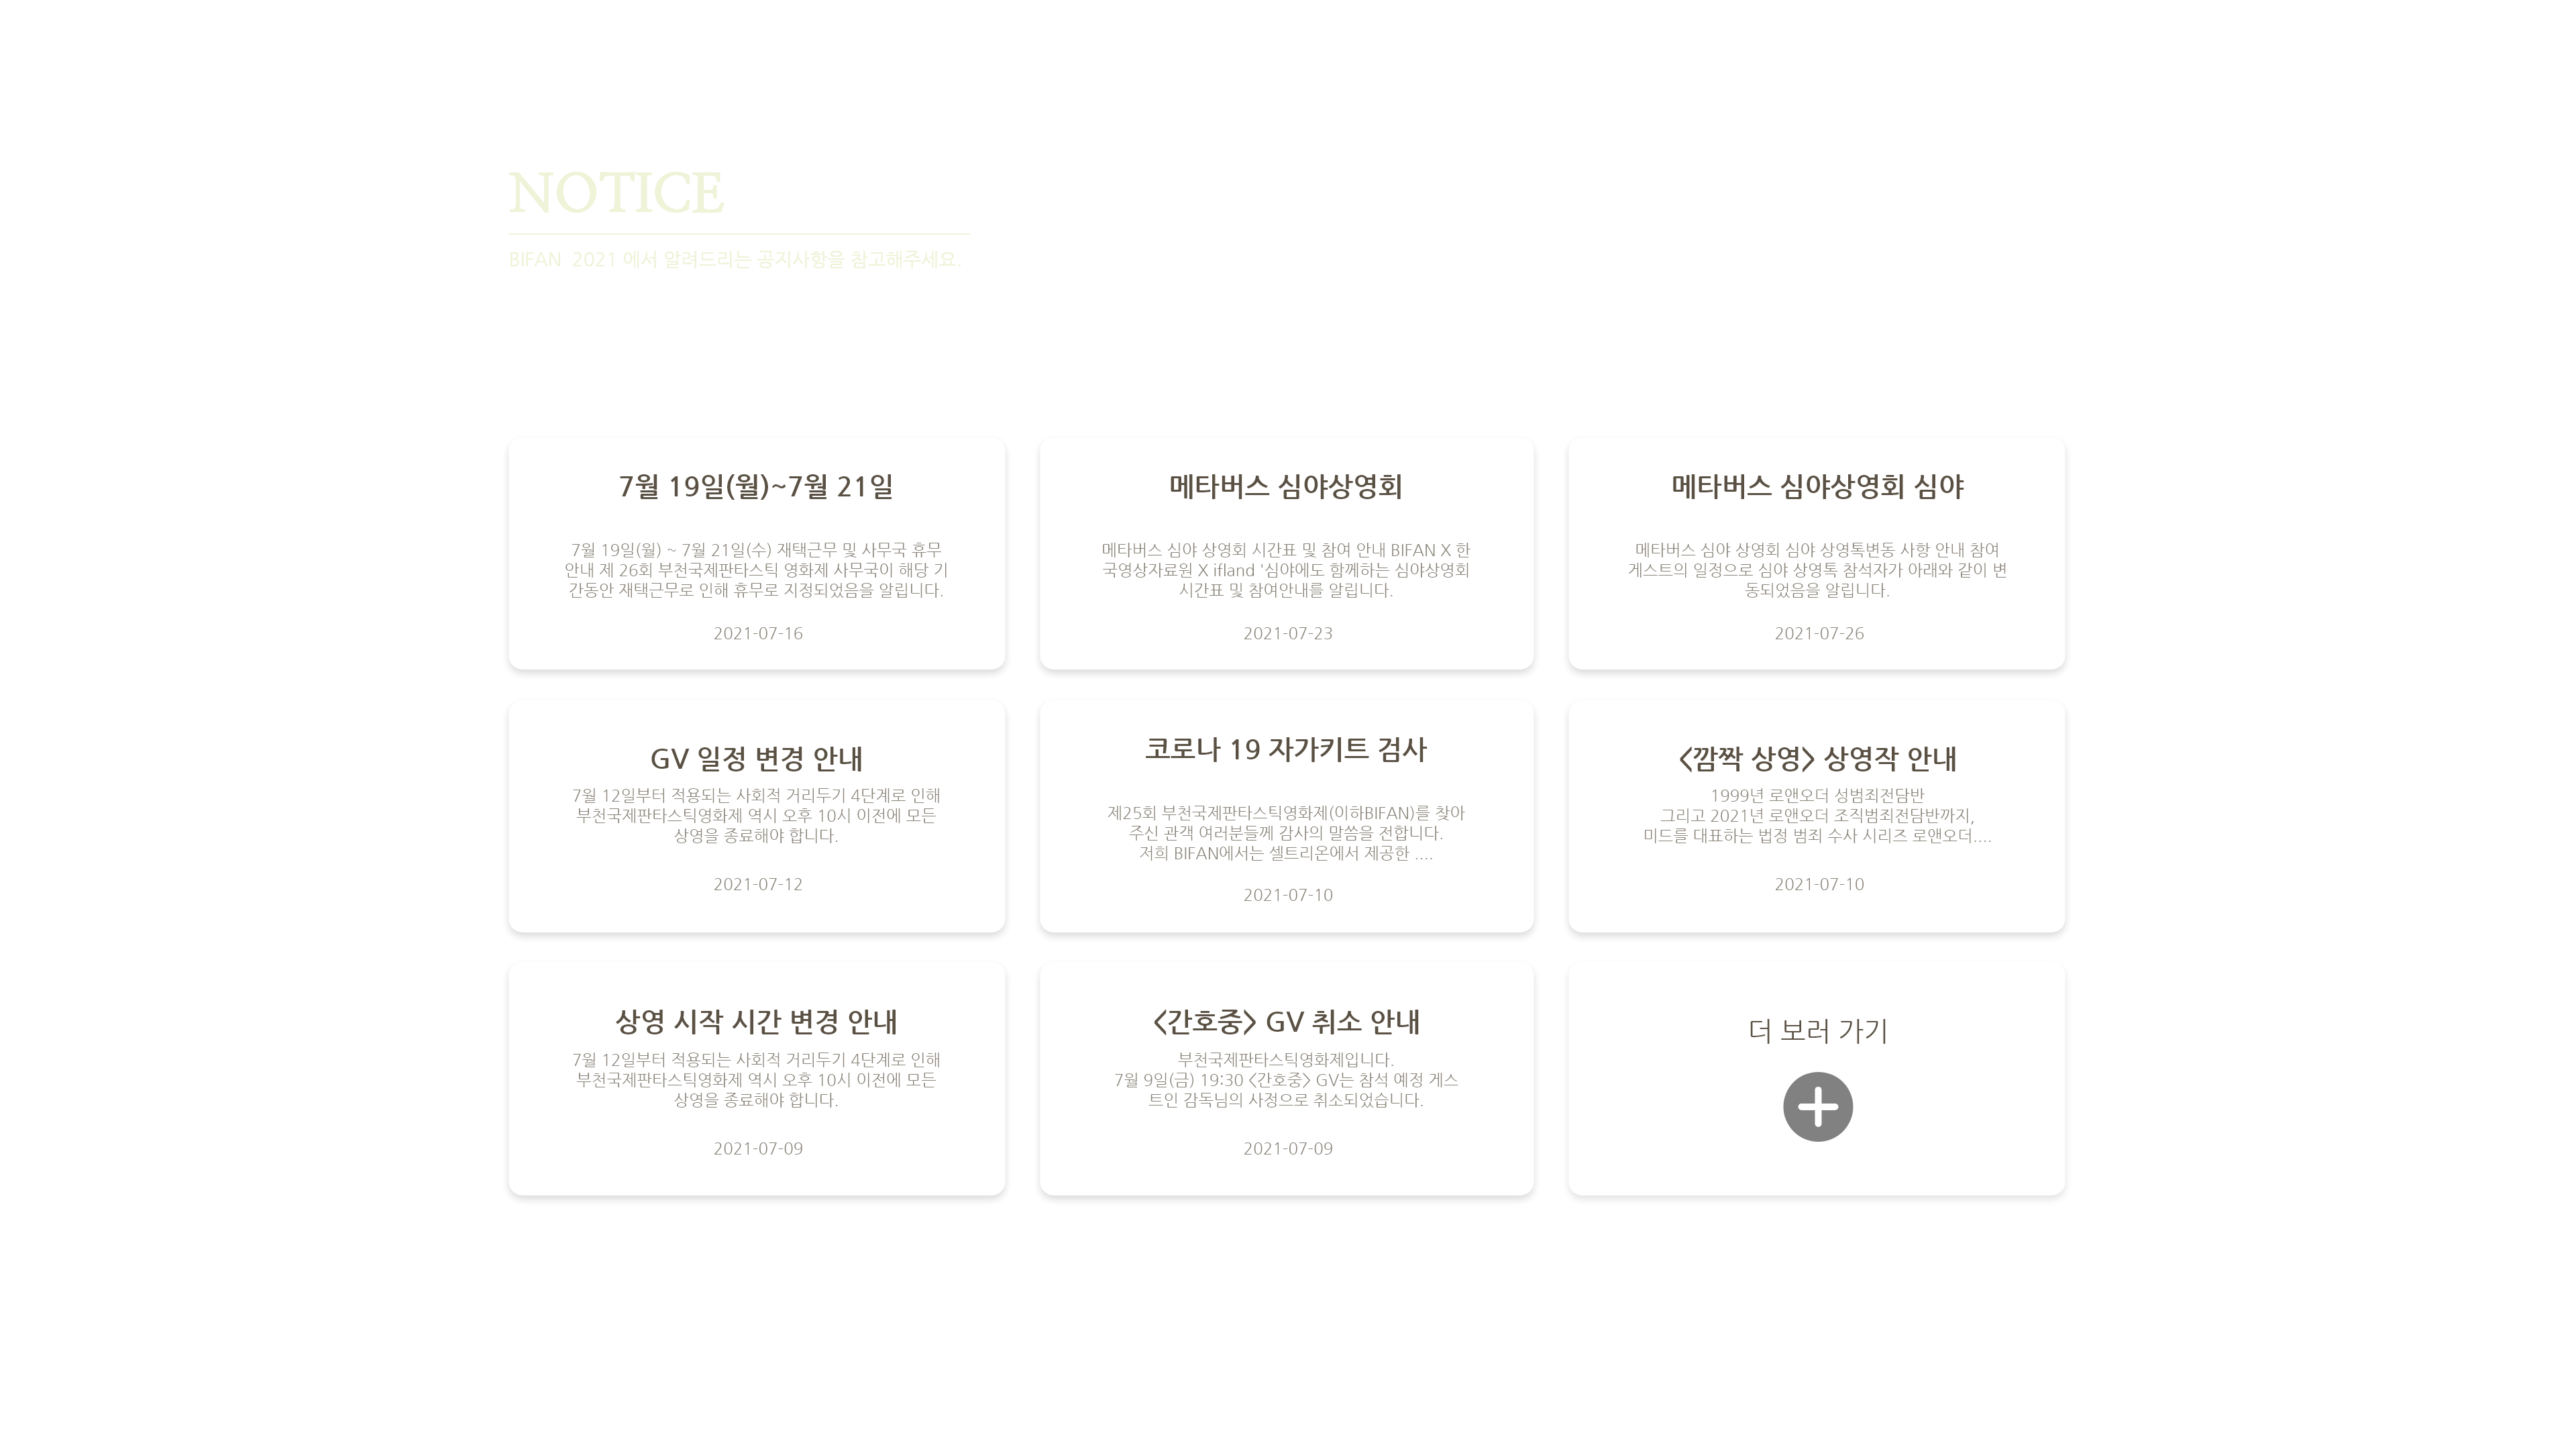 NOTICE
BIFAN 2021 에서 알려드리는 공지사항을 참고해주세요.
7월 19일(월)~7월 21일
7월 19일(월) ~ 7월 21일(수) 재택근무 및 사무국 휴무
안내 제 26회 부천국제판타스틱 영화제 사무국이 해당 기
간동안 재택근무로 인해 휴무로 지정되었음을 알립니다.
2021-07-16
메타버스 심야상영회
메타버스 심야 상영회 시간표 및 참여 안내 BIFAN X 한
국영상자료원 X ifland '심야에도 함께하는 심야상영회
시간표 및 참여안내를 알립니다.
2021-07-23
메타버스 심야상영회 심야
메타버스 심야 상영회 심야 상영톡변동 사항 안내 참여
게스트의 일정으로 심야 상영톡 참석자가 아래와 같이 변
동되었음을 알립니다.
2021-07-26
GV 일정 변경 안내
7월 12일부터 적용되는 사회적 거리두기 4단계로 인해
부천국제판타스틱영화제 역시 오후 10시 이전에 모든
상영을 종료해야 합니다.
2021-07-12
코로나 19 자가키트 검사
제25회 부천국제판타스틱영화제(이하BIFAN)를 찾아
주신 관객 여러분들께 감사의 말씀을 전합니다.
저희 BIFAN에서는 셀트리온에서 제공한 ....
2021-07-10
<깜짝 상영> 상영작 안내
1999년 로앤오더 성범죄전담반
그리고 2021년 로앤오더 조직범죄전담반까지,
미드를 대표하는 법정 범죄 수사 시리즈 로앤오더....
2021-07-10
상영 시작 시간 변경 안내
7월 12일부터 적용되는 사회적 거리두기 4단계로 인해
부천국제판타스틱영화제 역시 오후 10시 이전에 모든
상영을 종료해야 합니다.
2021-07-09
<간호중> GV 취소 안내
부천국제판타스틱영화제입니다.
7월 9일(금) 19:30 <간호중> GV는 참석 예정 게스
트인 감독님의 사정으로 취소되었습니다.
2021-07-09
더 보러 가기